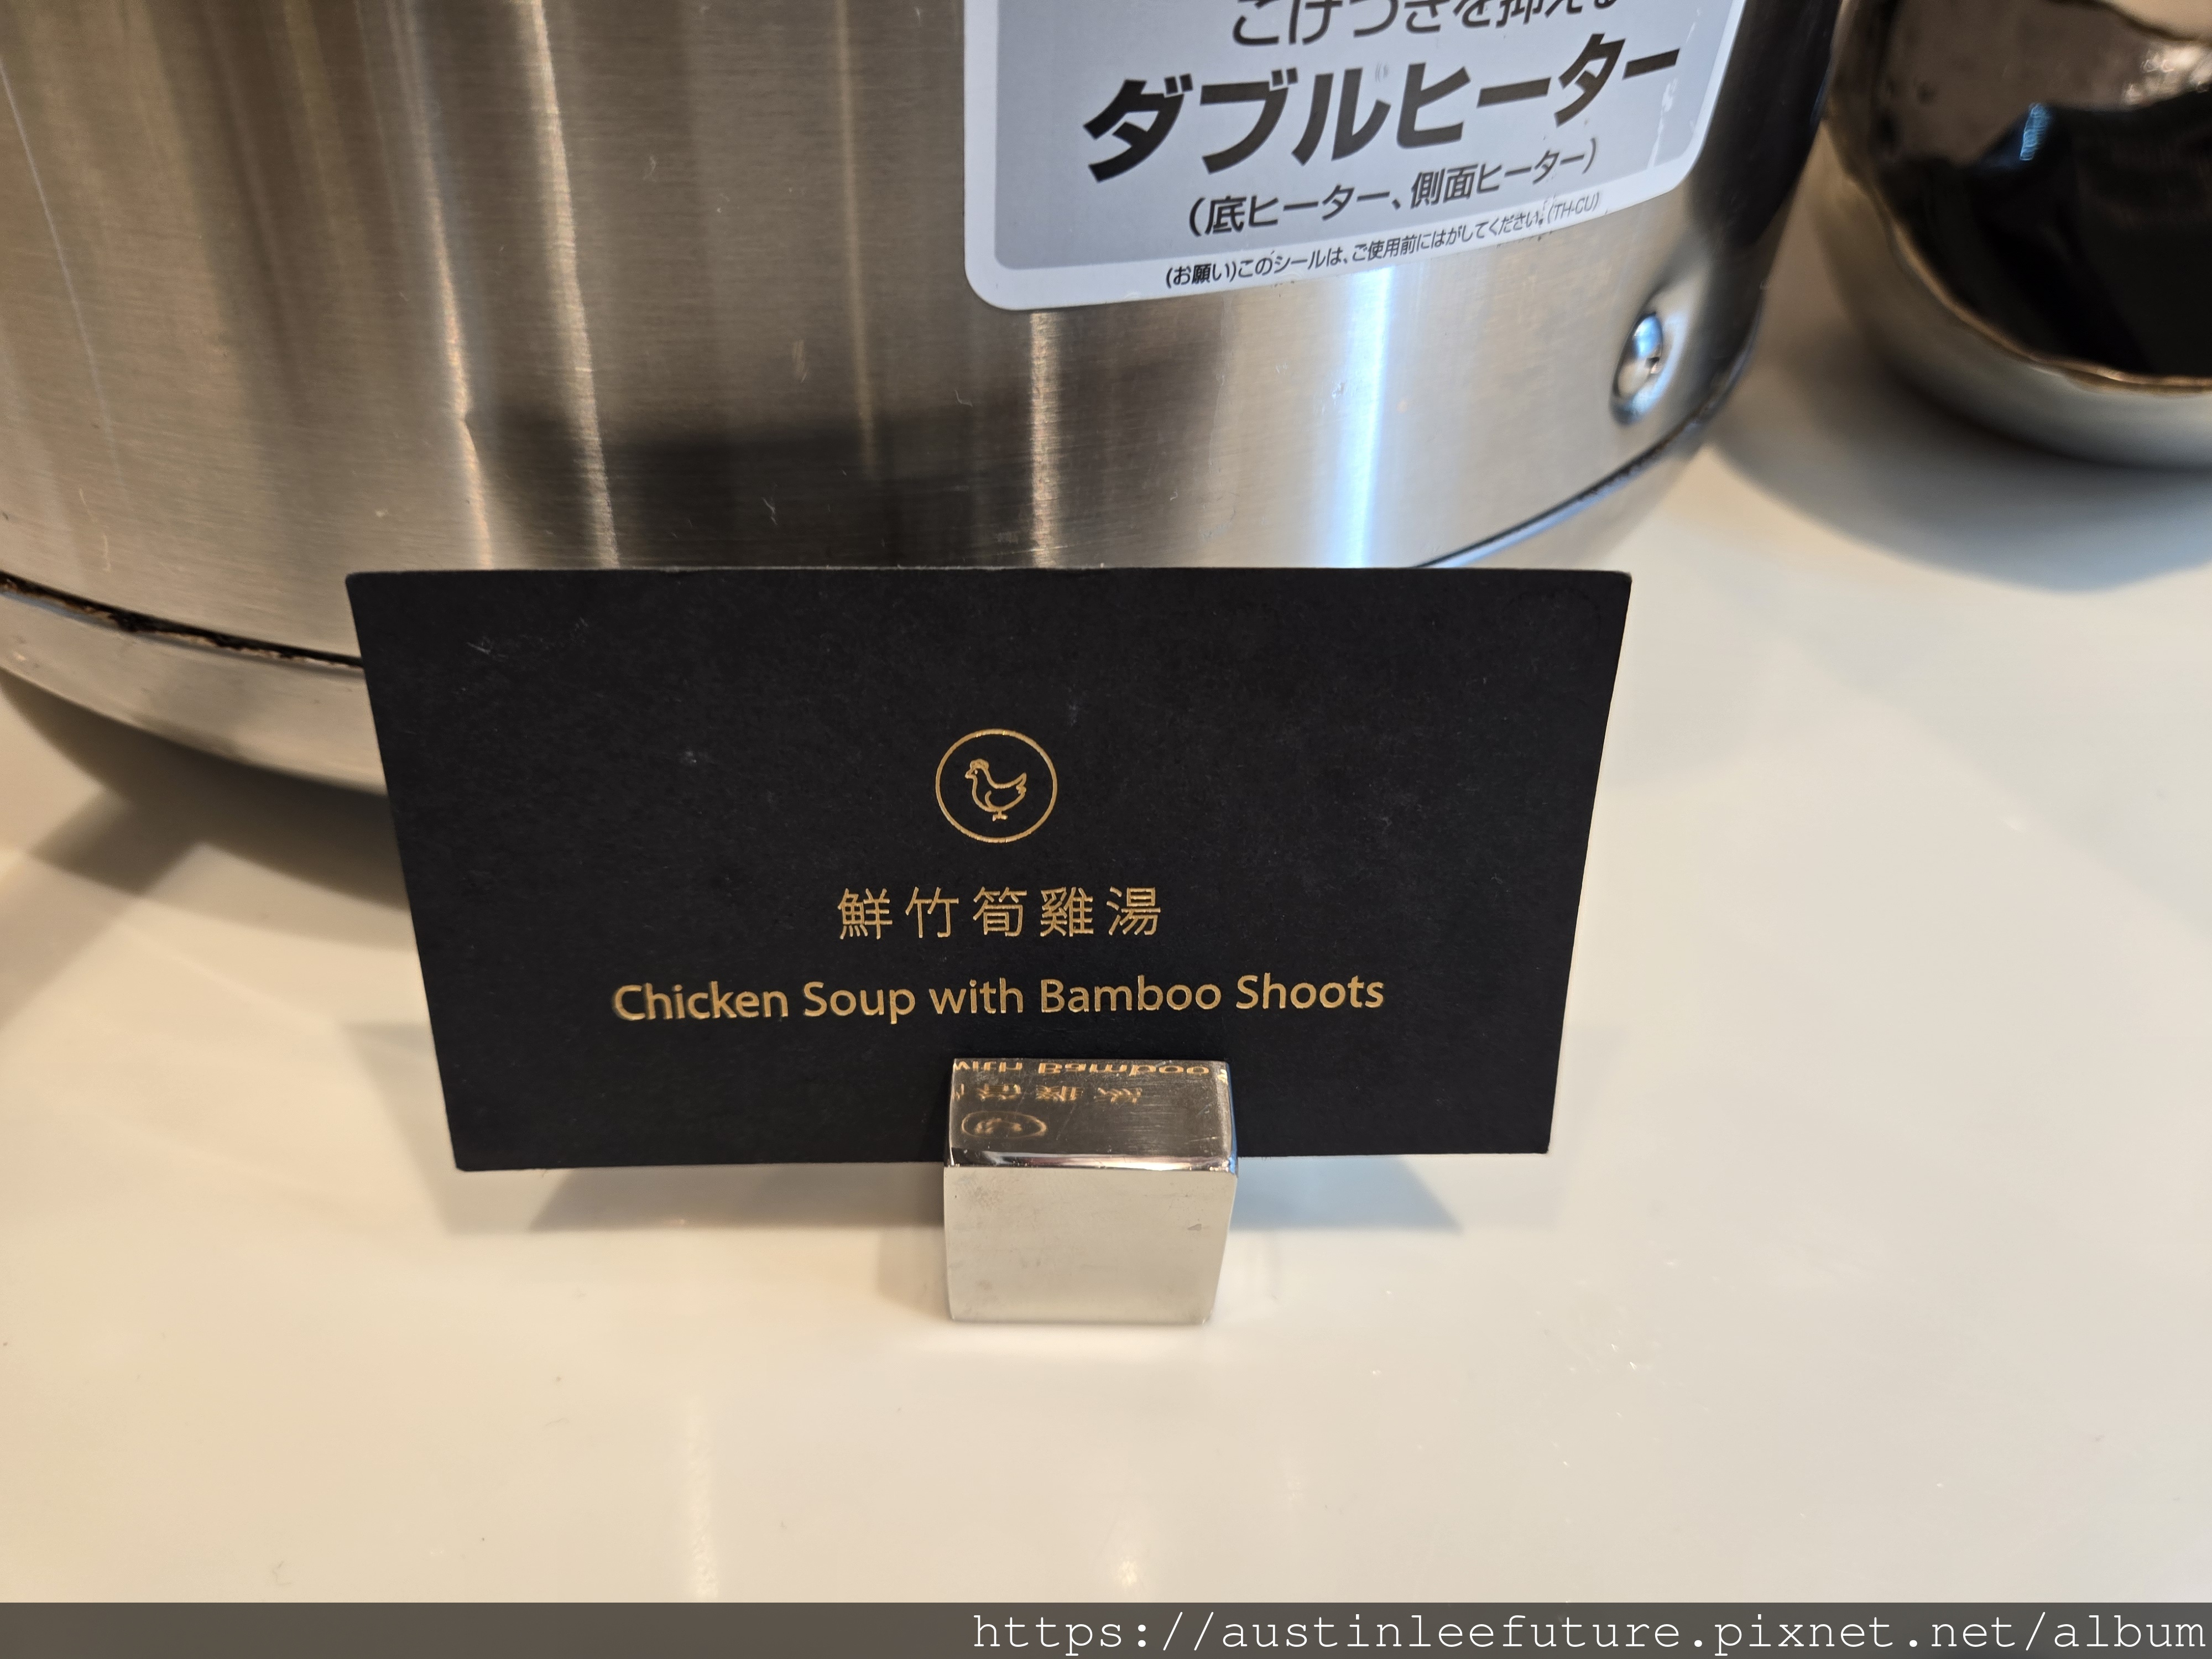 こげつきを抑える
ダブルヒーター
(底ヒーター、側面ヒーター)
(お願い)このシールは、ご使用前にはがしてください。(TH-CU)
鮮竹筍雞湯
Chicken Soup with Bamboo Shoots
https://austinleefuture.pixnet.net/album